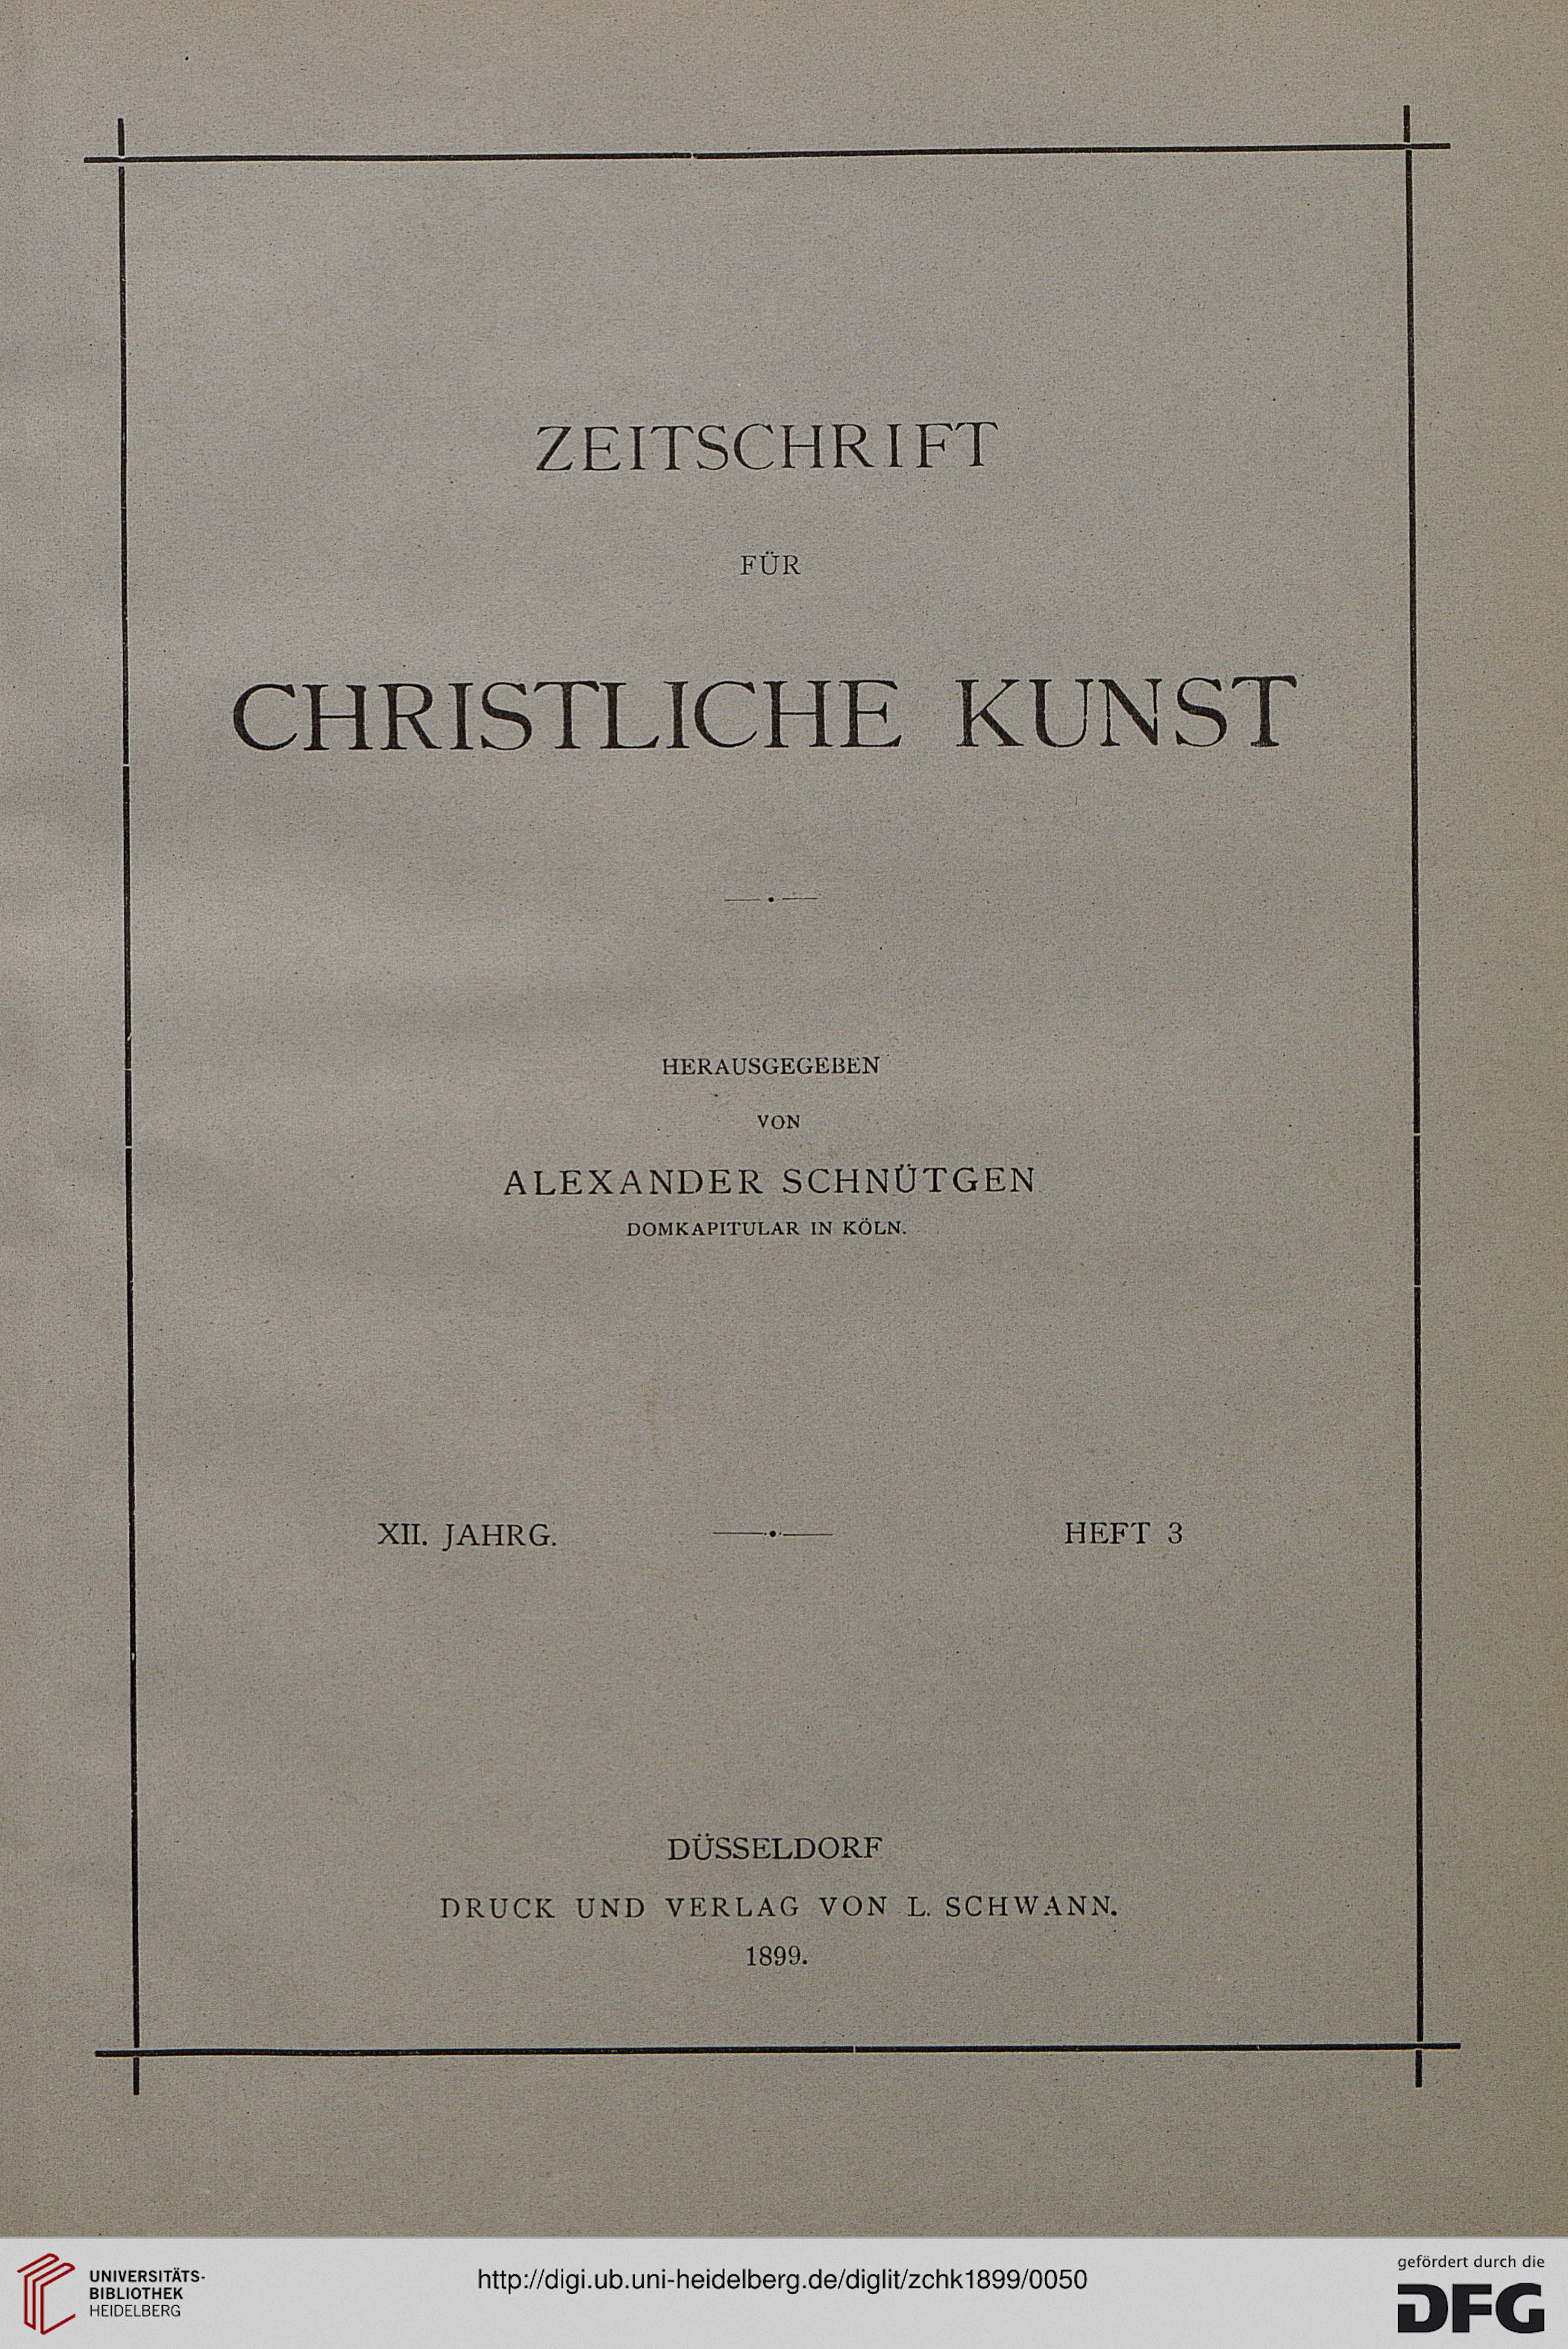 ZEITSCHRIFT
FÜR
CHRISTLICHE KUNST
HERAUSGEGEBEN
VON
ALEXANDER SCHNÜTGEN
DOMKAPITULAR IN KÖLN.
XII. JAHRG. HEFT 3
DÜSSELDORF
DRUCK UND VERLAG VON L. SCHWANN.
1899.
UNIVERSITÄTS-
BIBLIOTHEK
HEIDELBERG
http://digi.ub.uni-heidelberg.de/diglit/zchk1899/0050
gefördert durch die
DFG